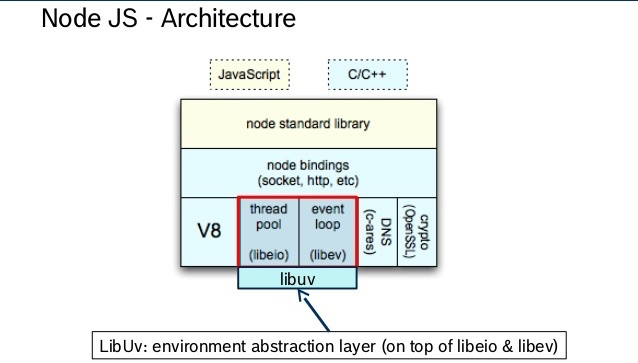 Node JS - Architecture
JavaScript
C/C++
node standard library
node bindings
(socket, http, etc)
V8
thread
pool
(libeio)
event
loop
(libev)
DNS
(c-ares)
crypto
(OpenSSL)
libuv
LibUv: environment abstraction layer (on top of libeio & libev)